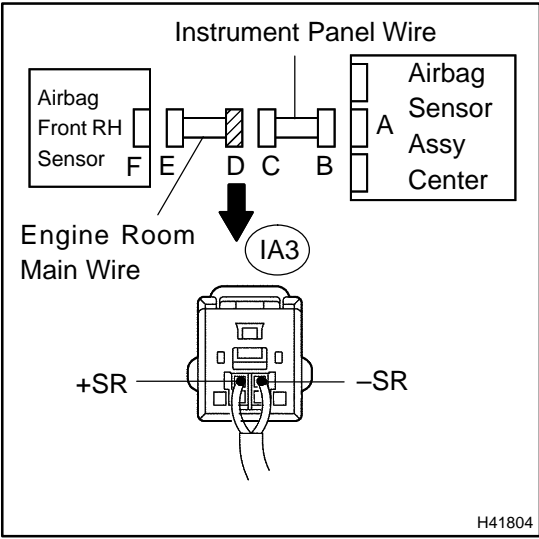 Instrument Panel Wire
Airbag
Front RH
Sensor
F
E
D
C
B
A
Airbag
Sensor
Assy
Center
Engine Room
Main Wire
IA3
+SR
–SR
H41804